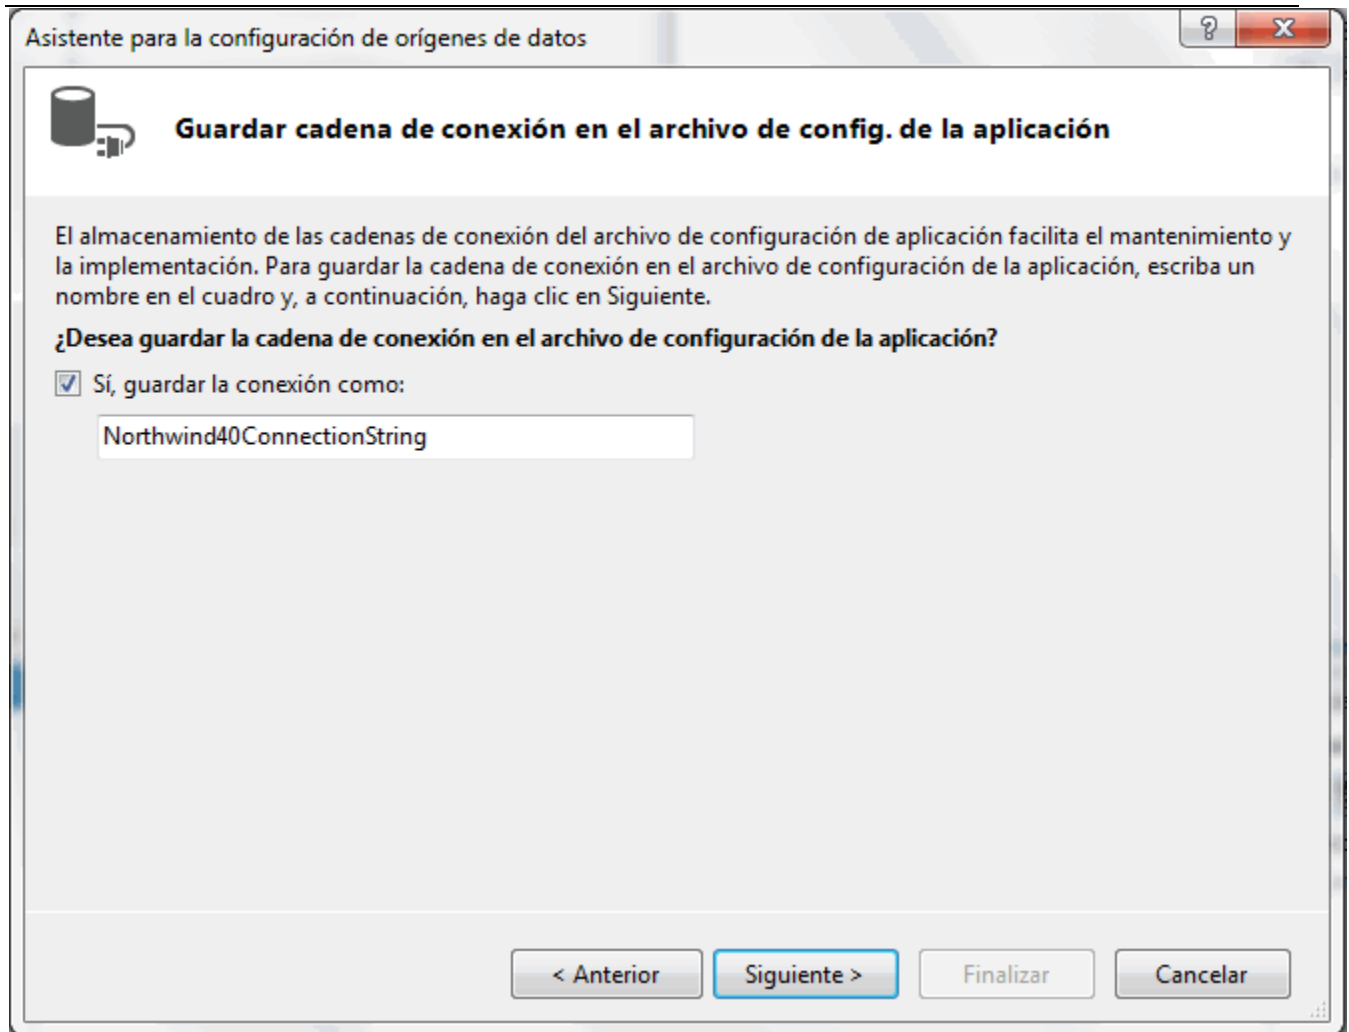 Asistente para la configuración de orígenes de datos
Guardar cadena de conexión en el archivo de config. de la aplicación
El almacenamiento de las cadenas de conexión del archivo de configuración de aplicación facilita el mantenimiento y
la implementación. Para guardar la cadena de conexión en el archivo de configuración de la aplicación, escriba un
nombre en el cuadro y, a continuación, haga clic en Siguiente.
¿Desea guardar la cadena de conexión en el archivo de configuración de la aplicación?
Sí, guardar la conexión como:
Northwind40ConnectionString
< Anterior Siguiente > Finalizar Cancelar